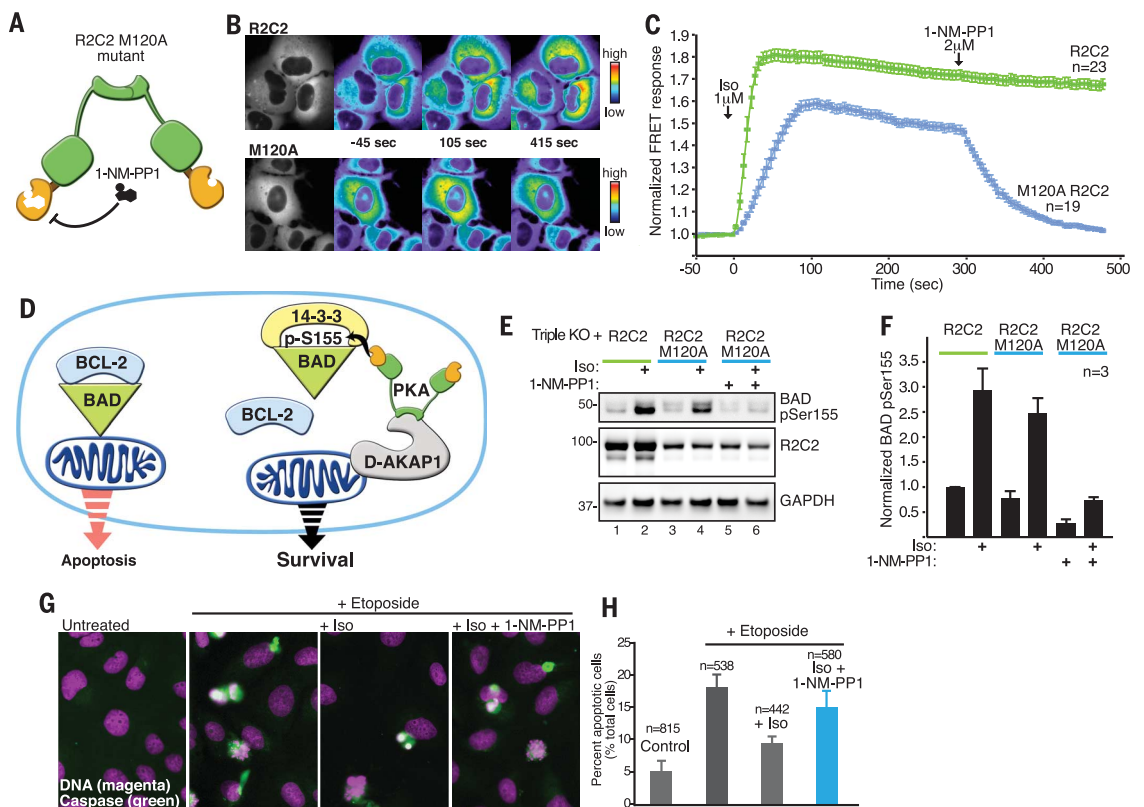 A
R2C2 M120A
mutant
1-NM-PP1
B
R2C2
high
low
-45 sec
105 sec
415 sec
M120A
high
low
C
Normalized FRET response
1.9
1.8
1.7
1.6
1.5
1.4
1.3
1.2
1.1
1.0
Iso
1µM
1-NM-PP1
2µM
R2C2
n=23
M120A R2C2
n=19
-50
0
100
200
300
400
500
Time (sec)
D
BCL-2
BAD
Apoptosis
14-3-3
p-S155
BAD
PKA
BCL-2
D-AKAP1
Survival
E
Triple KO + R2C2 R2C2 M120A R2C2 M120A
Iso: + + +
1-NM-PP1: + +
50-
BAD
pSer155
100-
R2C2
37-
GAPDH
1 2 3 4 5 6
F
R2C2 R2C2 M120A R2C2 M120A
n=3
Normalized BAD pSer155
3.5
3.0
2.5
2.0
1.5
1.0
0.5
0
Iso: + + +
1-NM-PP1: + +
G
+ Etoposide
Untreated
+ Iso
+ Iso + 1-NM-PP1
DNA (magenta)
Caspase (green)
H
Percent apoptotic cells
(% total cells)
25
20
15
10
5
0
+ Etoposide
n=815
Control
n=538
n=442
+ Iso
n=580
Iso +
1-NM-PP1